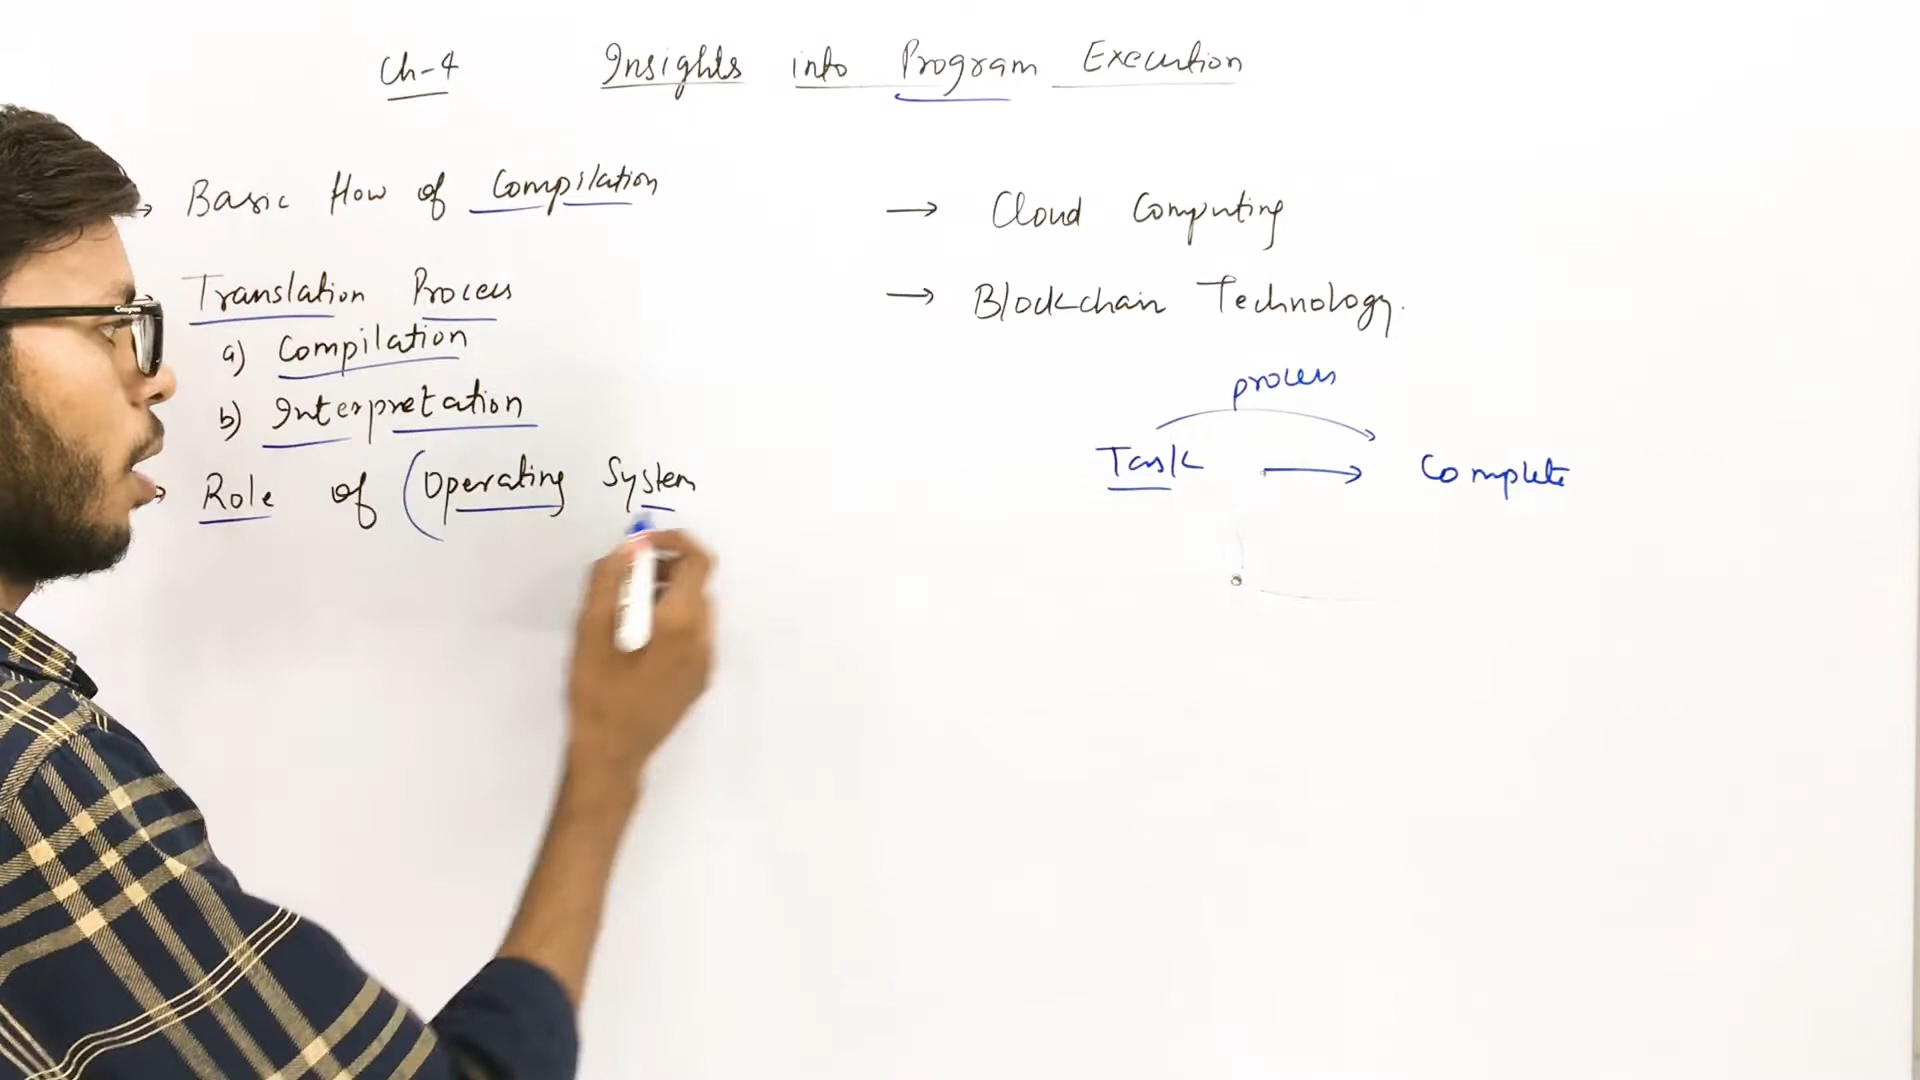 Ch-4 Insights into Program Execution
→ Basic flow of Compilation
Translation Process
a) Compilation
b) Interpretation
→ Role of (Operating System
→ Cloud Computing
→ Blockchain Technology.
process
Task → Complete